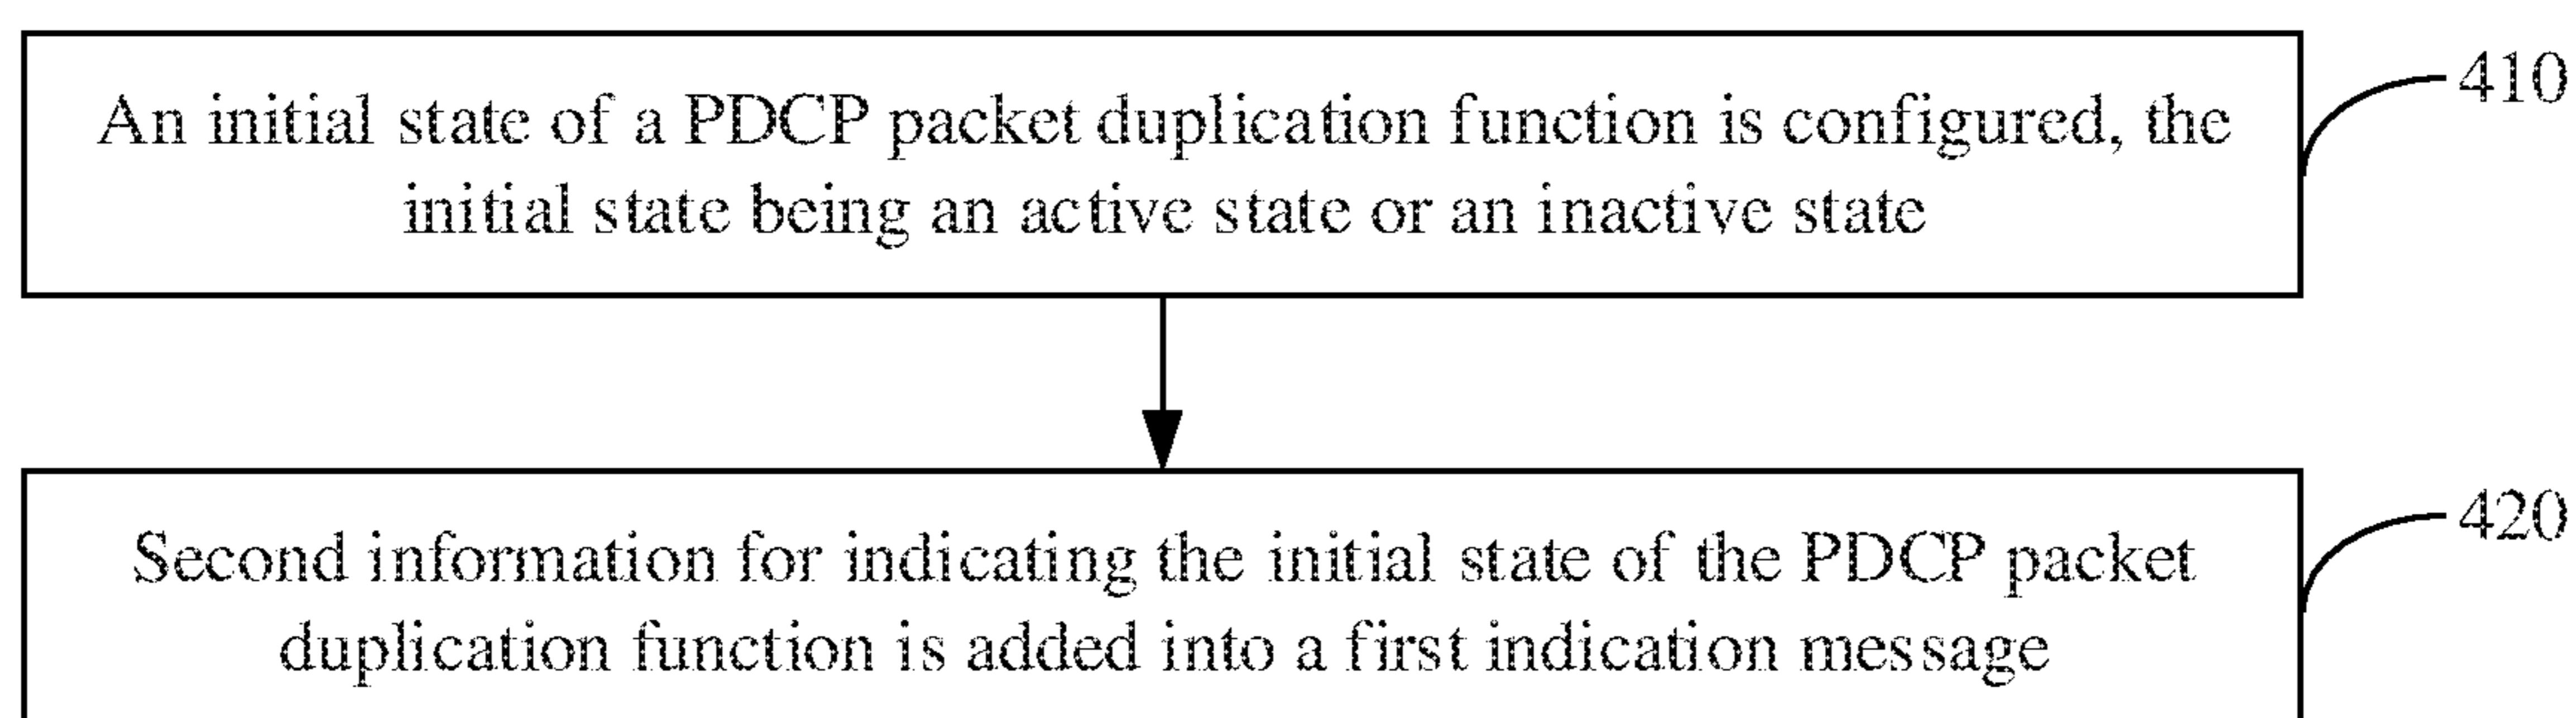 An initial state of a PDCP packet duplication function is configured, the
initial state being an active state or an inactive state
410
Second information for indicating the initial state of the PDCP packet
duplication function is added into a first indication message
420